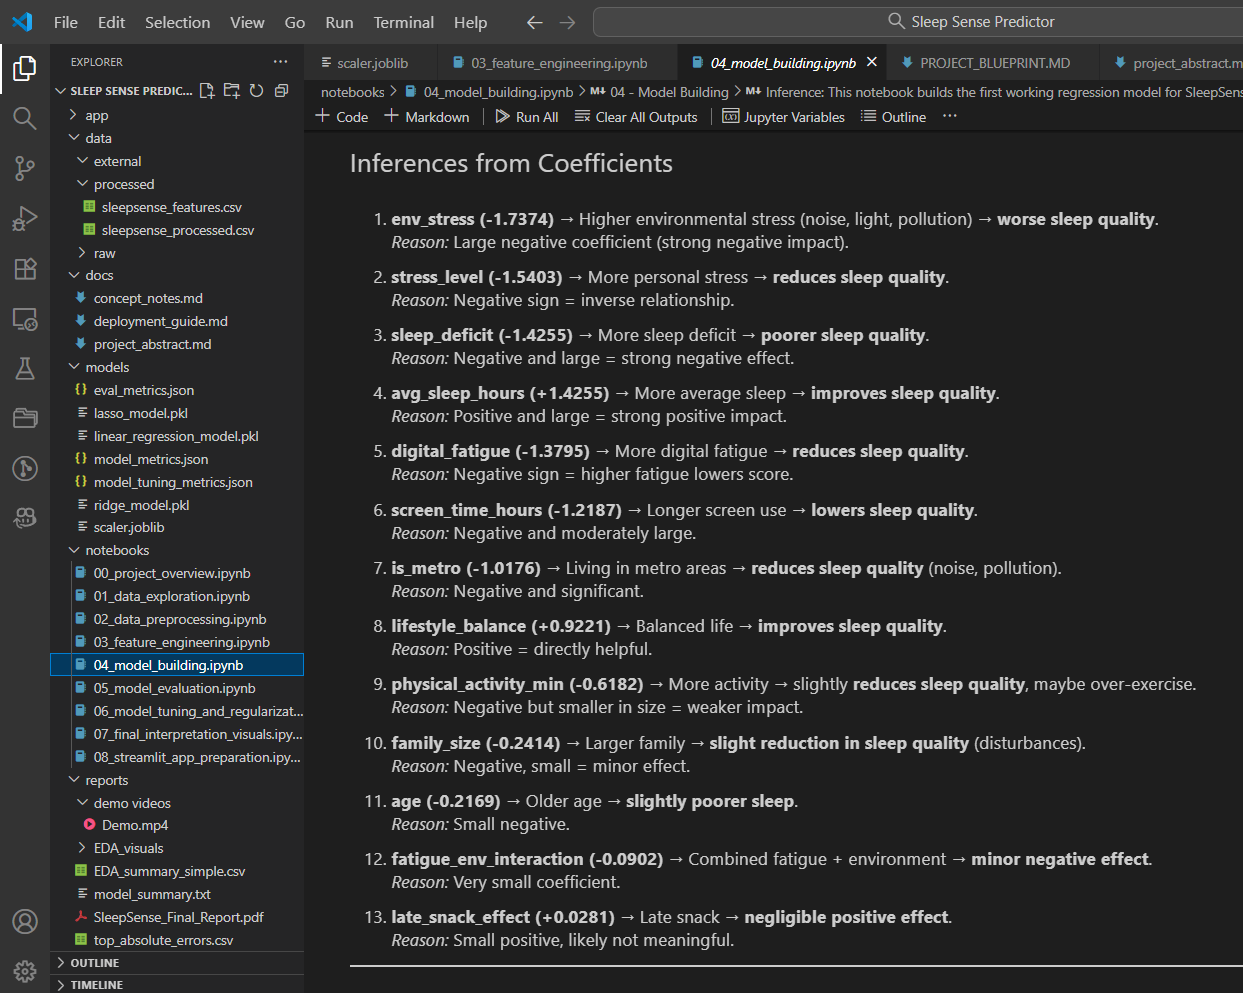 File Edit Selection View Go Run Terminal Help Sleep Sense Predictor
EXPLORER
SLEEP SENSE PREDIC...
app
data
external
processed
sleepsense_features.csv
sleepsense_processed.csv
raw
docs
concept_notes.md
deployment_guide.md
project_abstract.md
models
eval_metrics.json
lasso_model.pkl
linear_regression_model.pkl
model_metrics.json
model_tuning_metrics.json
ridge_model.pkl
scaler.joblib
notebooks
00_project_overview.ipynb
01_data_exploration.ipynb
02_data_preprocessing.ipynb
03_feature_engineering.ipynb
04_model_building.ipynb
05_model_evaluation.ipynb
06_model_tuning_and_regularizat...
07_final_interpretation_visuals.ipy...
08_streamlit_app_preparation.ipy...
reports
demo videos
Demo.mp4
EDA_visuals
EDA_summary_simple.csv
model_summary.txt
SleepSense_Final_Report.pdf
top_absolute_errors.csv
OUTLINE
TIMELINE
scaler.joblib 03_feature_engineering.ipynb 04_model_building.ipynb PROJECT_BLUEPRINT.MD project_abstract.m
notebooks > 04_model_building.ipynb > M↓ 04 - Model Building > M↓ Inference: This notebook builds the first working regression model for SleepSens
+ Code + Markdown Run All Clear All Outputs Jupyter Variables Outline ...
Inferences from Coefficients
1. env_stress (-1.7374) → Higher environmental stress (noise, light, pollution) → worse sleep quality.
Reason: Large negative coefficient (strong negative impact).
2. stress_level (-1.5403) → More personal stress → reduces sleep quality.
Reason: Negative sign = inverse relationship.
3. sleep_deficit (-1.4255) → More sleep deficit → poorer sleep quality.
Reason: Negative and large = strong negative effect.
4. avg_sleep_hours (+1.4255) → More average sleep → improves sleep quality.
Reason: Positive and large = strong positive impact.
5. digital_fatigue (-1.3795) → More digital fatigue → reduces sleep quality.
Reason: Negative sign = higher fatigue lowers score.
6. screen_time_hours (-1.2187) → Longer screen use → lowers sleep quality.
Reason: Negative and moderately large.
7. is_metro (-1.0176) → Living in metro areas → reduces sleep quality (noise, pollution).
Reason: Negative and significant.
8. lifestyle_balance (+0.9221) → Balanced life → improves sleep quality.
Reason: Positive = directly helpful.
9. physical_activity_min (-0.6182) → More activity → slightly reduces sleep quality, maybe over-exercise.
Reason: Negative but smaller in size = weaker impact.
10. family_size (-0.2414) → Larger family → slight reduction in sleep quality (disturbances).
Reason: Negative, small = minor effect.
11. age (-0.2169) → Older age → slightly poorer sleep.
Reason: Small negative.
12. fatigue_env_interaction (-0.0902) → Combined fatigue + environment → minor negative effect.
Reason: Very small coefficient.
13. late_snack_effect (+0.0281) → Late snack → negligible positive effect.
Reason: Small positive, likely not meaningful.